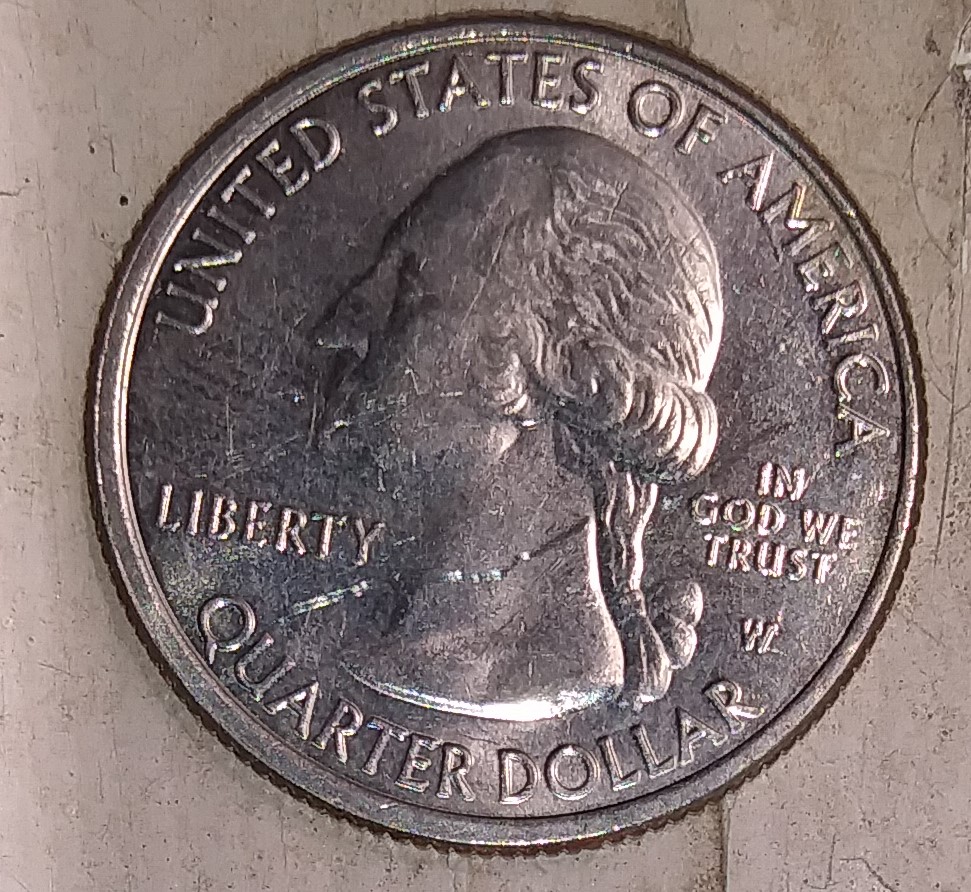 UNITED STATES OF AMERICA
LIBERTY
IN
GOD WE
TRUST
W
QUARTER DOLLAR